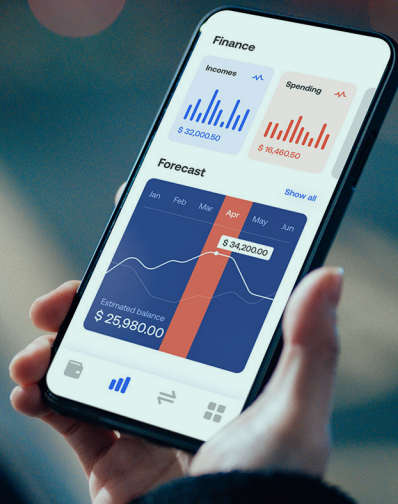 Finance
Incomes
$ 32,000.50
Spending
$ 16,460.50
Forecast
Show all
Jan Feb Mar Apr May Jun
$ 34,200.00
Estimated balance
$ 25,980.00